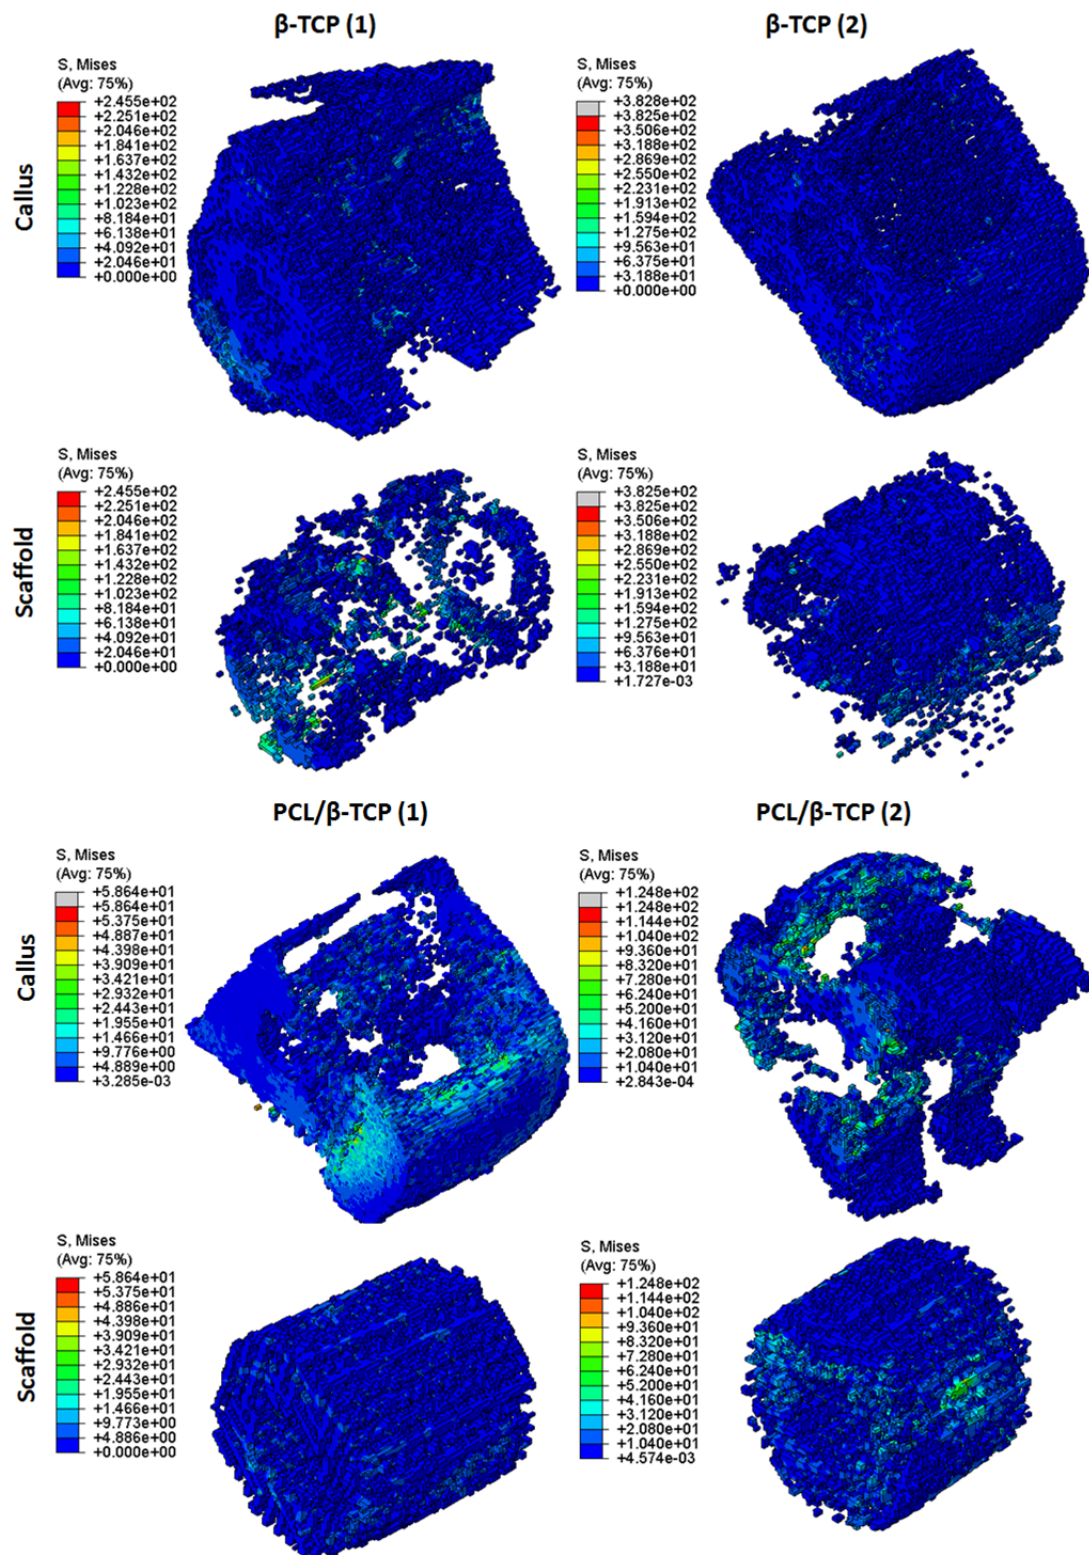 β-TCP (1)
β-TCP (2)
Callus
S, Mises
(Avg: 75%)
+2.455e+02
+2.251e+02
+2.046e+02
+1.841e+02
+1.637e+02
+1.432e+02
+1.228e+02
+1.023e+02
+8.184e+01
+6.138e+01
+4.092e+01
+2.046e+01
+0.000e+00
S, Mises
(Avg: 75%)
+3.828e+02
+3.825e+02
+3.506e+02
+3.188e+02
+2.869e+02
+2.550e+02
+2.231e+02
+1.913e+02
+1.594e+02
+1.275e+02
+9.563e+01
+6.375e+01
+3.188e+01
+0.000e+00
Scaffold
S, Mises
(Avg: 75%)
+2.455e+02
+2.251e+02
+2.046e+02
+1.841e+02
+1.637e+02
+1.432e+02
+1.228e+02
+1.023e+02
+8.184e+01
+6.138e+01
+4.092e+01
+2.046e+01
+0.000e+00
S, Mises
(Avg: 75%)
+3.825e+02
+3.825e+02
+3.506e+02
+3.188e+02
+2.869e+02
+2.550e+02
+2.231e+02
+1.913e+02
+1.594e+02
+1.275e+02
+9.563e+01
+6.376e+01
+3.188e+01
+1.727e-03
PCL/β-TCP (1)
PCL/β-TCP (2)
Callus
S, Mises
(Avg: 75%)
+5.864e+01
+5.864e+01
+5.375e+01
+4.887e+01
+4.398e+01
+3.909e+01
+3.421e+01
+2.932e+01
+2.443e+01
+1.955e+01
+1.466e+01
+9.776e+00
+4.889e+00
+3.285e-03
S, Mises
(Avg: 75%)
+1.248e+02
+1.248e+02
+1.144e+02
+1.040e+02
+9.360e+01
+8.320e+01
+7.280e+01
+6.240e+01
+5.200e+01
+4.160e+01
+3.120e+01
+2.080e+01
+1.040e+01
+2.843e-04
Scaffold
S, Mises
(Avg: 75%)
+5.864e+01
+5.375e+01
+4.886e+01
+4.398e+01
+3.909e+01
+3.421e+01
+2.932e+01
+2.443e+01
+1.955e+01
+1.466e+01
+9.773e+00
+4.886e+00
+0.000e+00
S, Mises
(Avg: 75%)
+1.248e+02
+1.144e+02
+1.040e+02
+9.360e+01
+8.320e+01
+7.280e+01
+6.240e+01
+5.200e+01
+4.160e+01
+3.120e+01
+2.080e+01
+1.040e+01
+4.574e-03